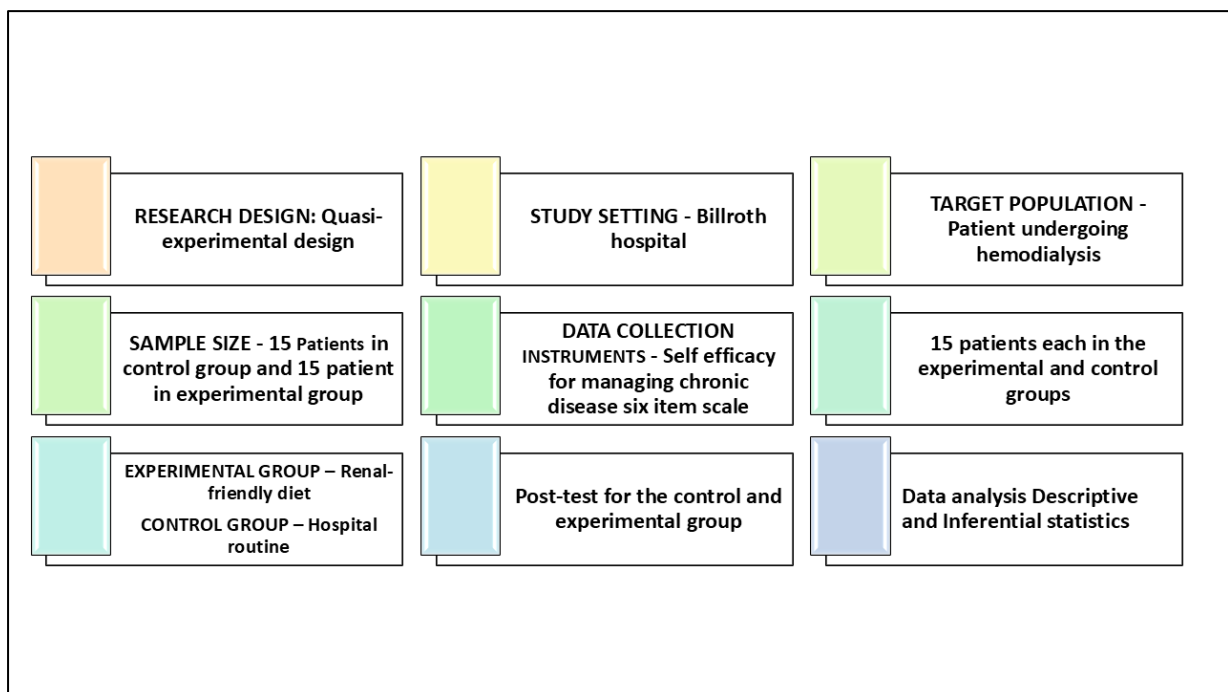 RESEARCH DESIGN: Quasi-
experimental design
STUDY SETTING - Billroth
hospital
TARGET POPULATION -
Patient undergoing
hemodialysis
SAMPLE SIZE - 15 Patients in
control group and 15 patient
in experimental group
DATA COLLECTION
INSTRUMENTS - Self efficacy
for managing chronic
disease six item scale
15 patients each in the
experimental and control
groups
EXPERIMENTAL GROUP – Renal-
friendly diet
CONTROL GROUP – Hospital
routine
Post-test for the control and
experimental group
Data analysis Descriptive
and Inferential statistics